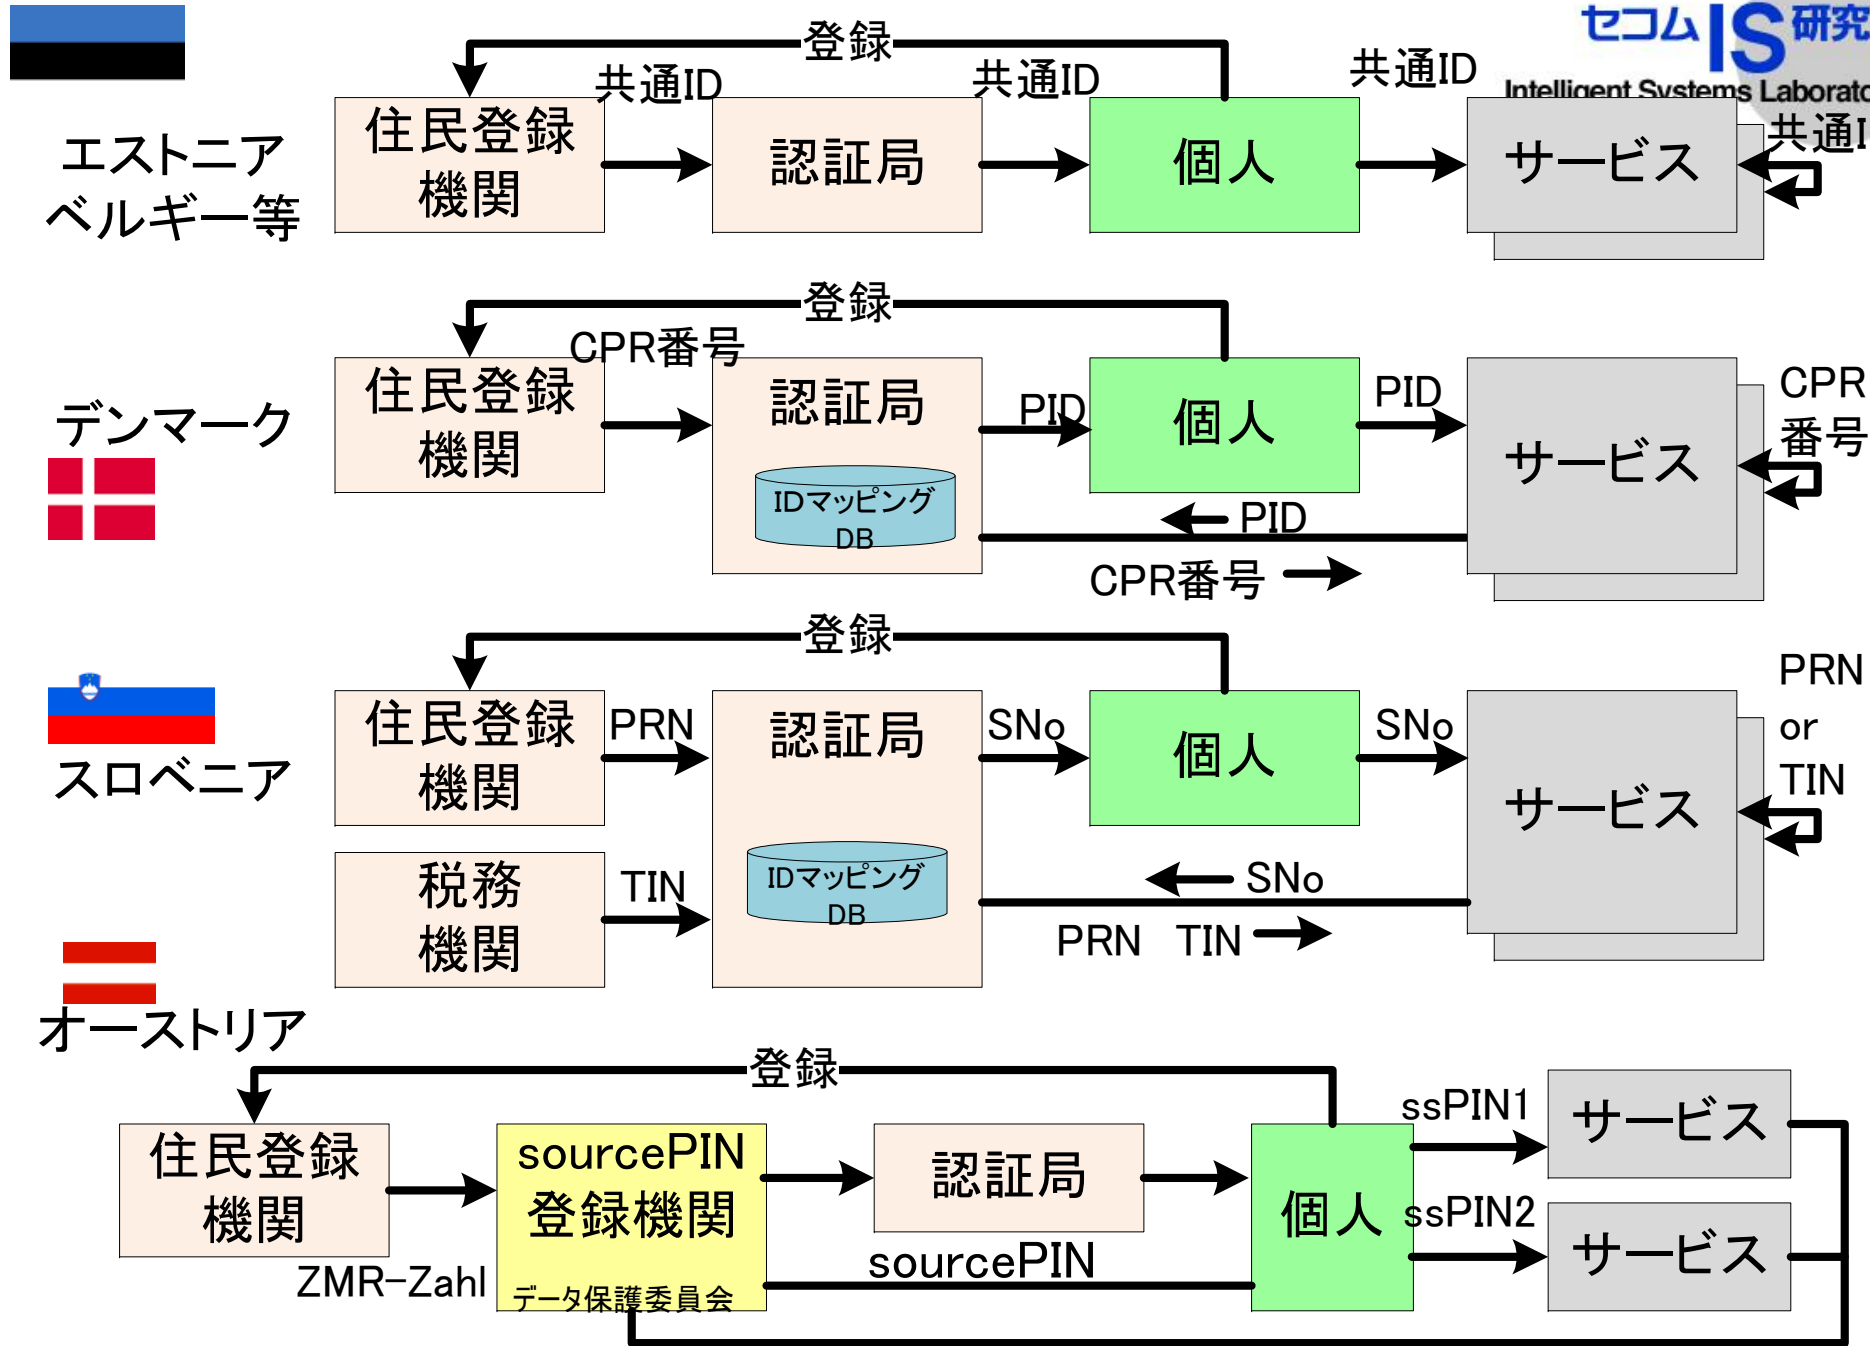 セコム IS 研究
Intelligent Systems Laborato
エストニア
ベルギー等
登録
共通ID
共通ID
共通ID
共通I
住民登録
機関
認証局
個人
サービス
デンマーク
登録
CPR番号
住民登録
機関
認証局
PID
個人
PID
サービス
CPR
番号
IDマッピング
DB
PID
CPR番号
スロベニア
登録
住民登録
機関
PRN
認証局
SNo
個人
SNo
サービス
PRN
or
TIN
税務
機関
TIN
IDマッピング
DB
SNo
PRN TIN
オーストリア
登録
住民登録
機関
ZMR-Zahl
sourcePIN
登録機関
データ保護委員会
認証局
sourcePIN
個人
ssPIN1
サービス
ssPIN2
サービス